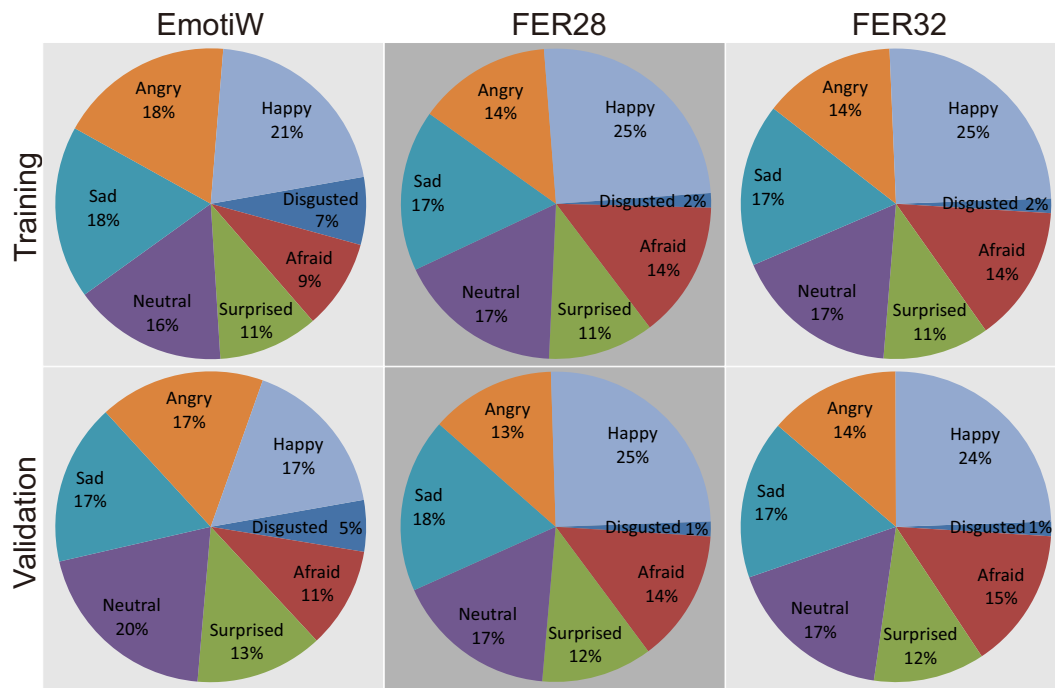 EmotiW
FER28
FER32
Training
Angry
18%
Happy
21%
Disgusted
7%
Afraid
9%
Surprised
11%
Neutral
16%
Sad
18%
Angry
14%
Happy
25%
Disgusted 2%
Afraid
14%
Surprised
11%
Neutral
17%
Sad
17%
Angry
14%
Happy
25%
Disgusted 2%
Afraid
14%
Surprised
11%
Neutral
17%
Sad
17%
Validation
Angry
17%
Happy
17%
Disgusted 5%
Afraid
11%
Surprised
13%
Neutral
20%
Sad
17%
Angry
13%
Happy
25%
Disgusted 1%
Afraid
14%
Surprised
12%
Neutral
17%
Sad
18%
Angry
14%
Happy
24%
Disgusted 1%
Afraid
15%
Surprised
12%
Neutral
17%
Sad
17%